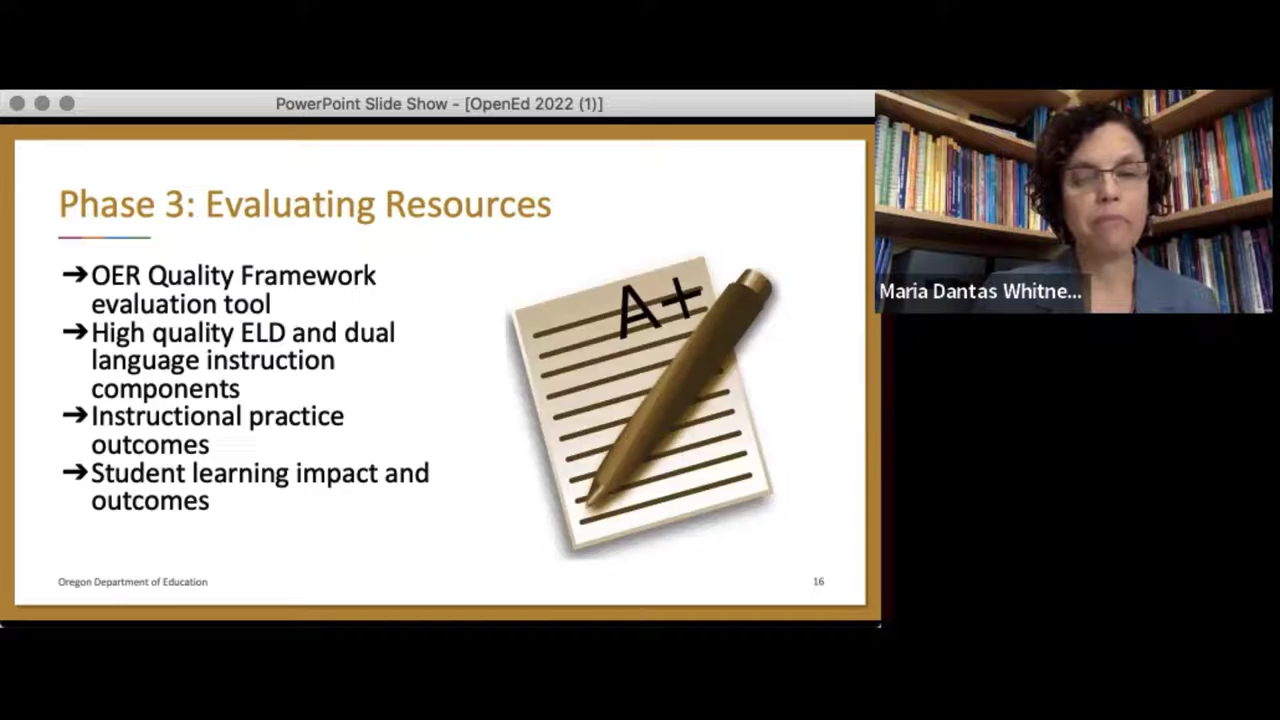 PowerPoint Slide Show - [OpenEd 2022 (1)]
Phase 3: Evaluating Resources
➔OER Quality Framework
evaluation tool
➔High quality ELD and dual
language instruction
components
➔Instructional practice
outcomes
➔Student learning impact and
outcomes
A+
Oregon Department of Education
16
Maria Dantas Whitne...